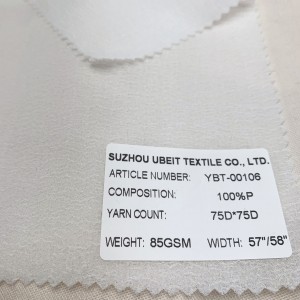 SUZHOU UBEIT TEXTILE CO., LTD.
ARTICLE NUMBER: YBT-00106
COMPOSITION: 100%P
YARN COUNT: 75D*75D
WEIGHT: 85GSM WIDTH: 57"/58"